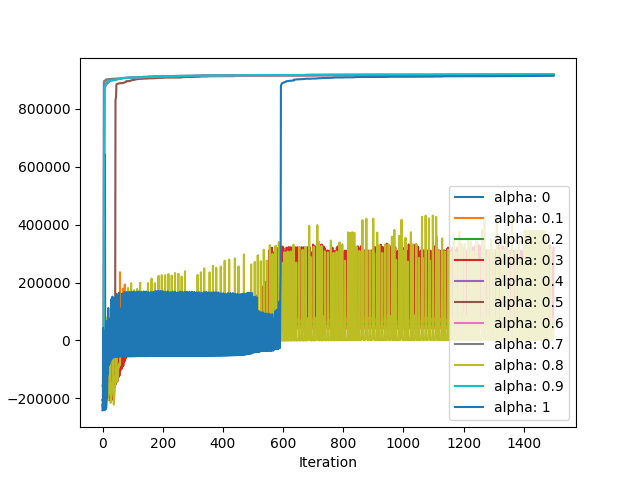 800000
600000
400000
200000
0
−200000
0
200
400
600
800
1000
1200
1400
Iteration
alpha: 0
alpha: 0.1
alpha: 0.2
alpha: 0.3
alpha: 0.4
alpha: 0.5
alpha: 0.6
alpha: 0.7
alpha: 0.8
alpha: 0.9
alpha: 1